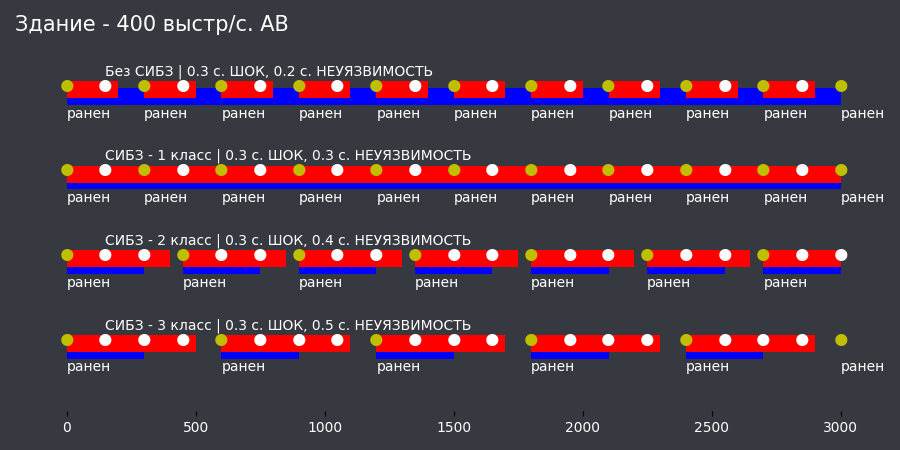 Здание - 400 выстр/с. АВ
Без СИБЗ | 0.3 с. ШОК, 0.2 с. НЕУЯЗВИМОСТЬ
ранен ранен ранен ранен ранен ранен ранен ранен ранен ранен ранен
СИБЗ - 1 класс | 0.3 с. ШОК, 0.3 с. НЕУЯЗВИМОСТЬ
ранен ранен ранен ранен ранен ранен ранен ранен ранен ранен ранен
СИБЗ - 2 класс | 0.3 с. ШОК, 0.4 с. НЕУЯЗВИМОСТЬ
ранен ранен ранен ранен ранен ранен ранен
СИБЗ - 3 класс | 0.3 с. ШОК, 0.5 с. НЕУЯЗВИМОСТЬ
ранен ранен ранен ранен ранен ранен
0 500 1000 1500 2000 2500 3000